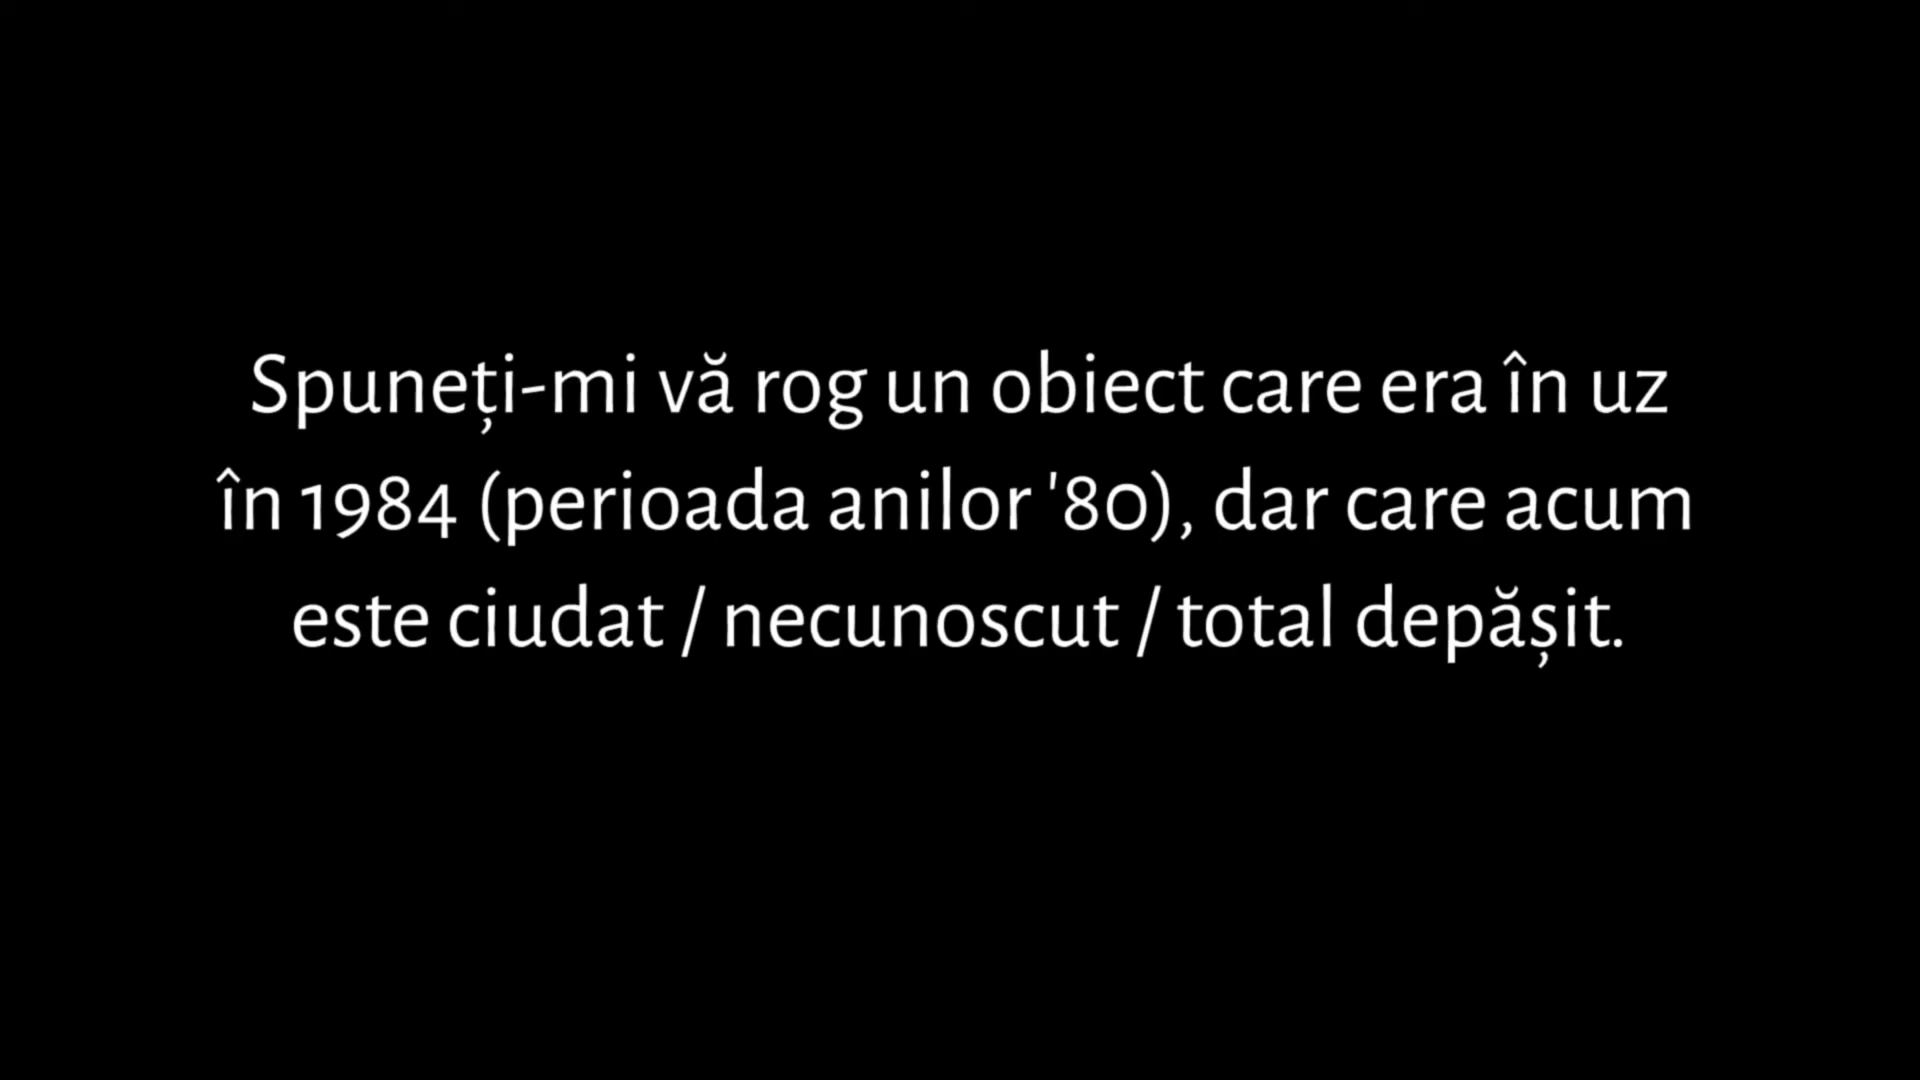 Spuneți-mi vă rog un obiect care era în uz
în 1984 (perioada anilor '80), dar care acum
este ciudat / necunoscut / total depășit.